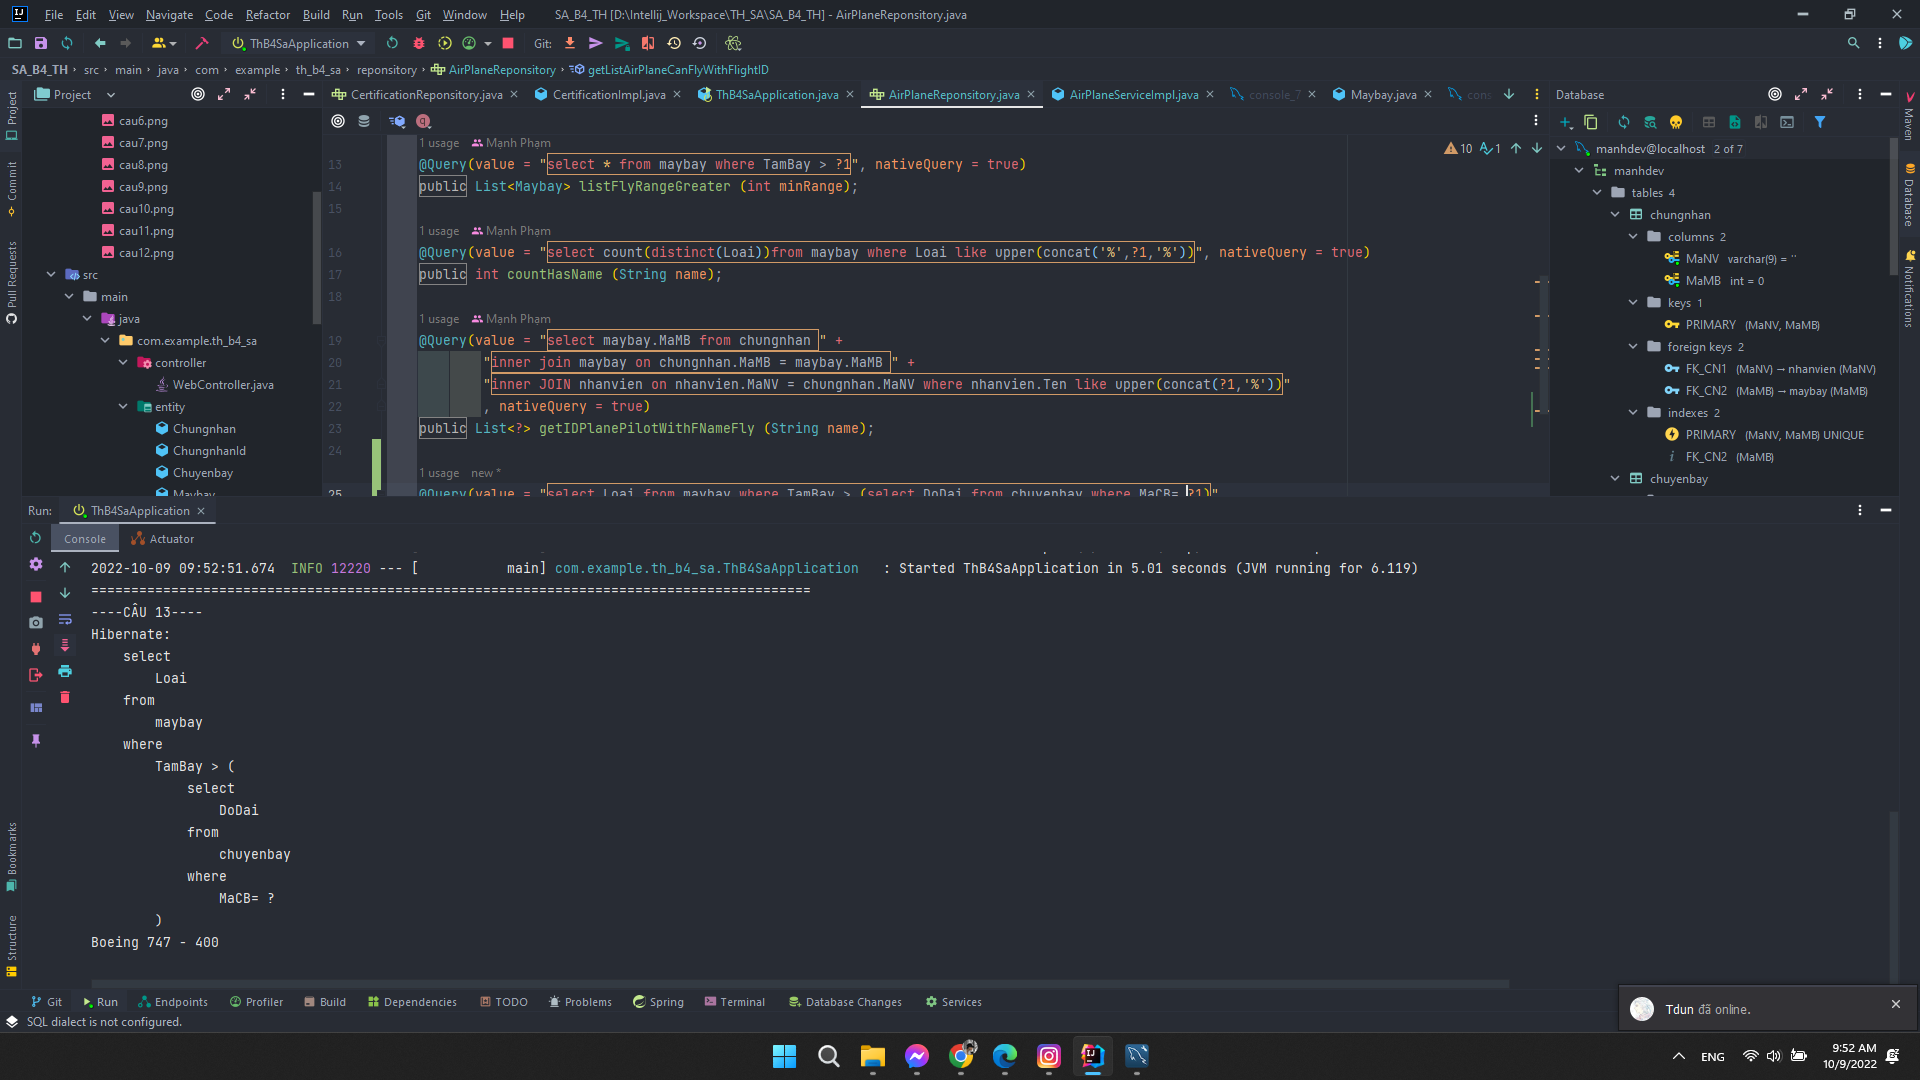 File Edit View Navigate Code Refactor Build Run Tools Git Window Help SA_B4_TH [D:\Intellij_Workspace\TH_SA\SA_B4_TH] - AirPlaneReponsitory.java
ThB4SaApplication Git:
SA_B4_TH › src › main › java › com › example › th_b4_sa › reponsitory › AirPlaneReponsitory › getListAirPlaneCanFlyWithFlightID
Project
CertificationReponsitory.java CertificationImpl.java ThB4SaApplication.java AirPlaneReponsitory.java AirPlaneServiceImpl.java console_7 Maybay.java cons
Database
Project
Commit
Pull Requests
Bookmarks
Structure
cau6.png
cau7.png
cau8.png
cau9.png
cau10.png
cau11.png
cau12.png
src
main
java
com.example.th_b4_sa
controller
WebController.java
entity
Chungnhan
ChungnhanId
Chuyenbay
Maybay
1 usage Mạnh Phạm
13 @Query(value = "select * from maybay where TamBay > ?1", nativeQuery = true)
14 public List<Maybay> listFlyRangeGreater (int minRange);
15
1 usage Mạnh Phạm
16 @Query(value = "select count(distinct(Loai))from maybay where Loai like upper(concat('%',?1,'%'))", nativeQuery = true)
17 public int countHasName (String name);
18
1 usage Mạnh Phạm
19 @Query(value = "select maybay.MaMB from chungnhan " +
20 "inner join maybay on chungnhan.MaMB = maybay.MaMB " +
21 "inner JOIN nhanvien on nhanvien.MaNV = chungnhan.MaNV where nhanvien.Ten like upper(concat(?1,'%'))"
22 , nativeQuery = true)
23 public List<?> getIDPlanePilotWithFNameFly (String name);
24
1 usage new *
25 @Query(value = "select Loai from maybay where TamBay > (select DoDai from chuyenbay where MaCB= ?1)"
10 1
manhdev@localhost 2 of 7
manhdev
tables 4
chungnhan
columns 2
MaNV varchar(9) = ''
MaMB int = 0
keys 1
PRIMARY (MaNV, MaMB)
foreign keys 2
FK_CN1 (MaNV) → nhanvien (MaNV)
FK_CN2 (MaMB) → maybay (MaMB)
indexes 2
PRIMARY (MaNV, MaMB) UNIQUE
FK_CN2 (MaMB)
chuyenbay
Maven
Database
Notifications
Run: ThB4SaApplication
Console Actuator
2022-10-09 09:52:51.674 INFO 12220 --- [ main] com.example.th_b4_sa.ThB4SaApplication : Started ThB4SaApplication in 5.01 seconds (JVM running for 6.119)
==========================================================================================
----CÂU 13----
Hibernate:
select
Loai
from
maybay
where
TamBay > (
select
DoDai
from
chuyenbay
where
MaCB= ?
)
Boeing 747 - 400
Git Run Endpoints Profiler Build Dependencies TODO Problems Spring Terminal Database Changes Services
SQL dialect is not configured.
Tdun đã online.
ENG
9:52 AM
10/9/2022